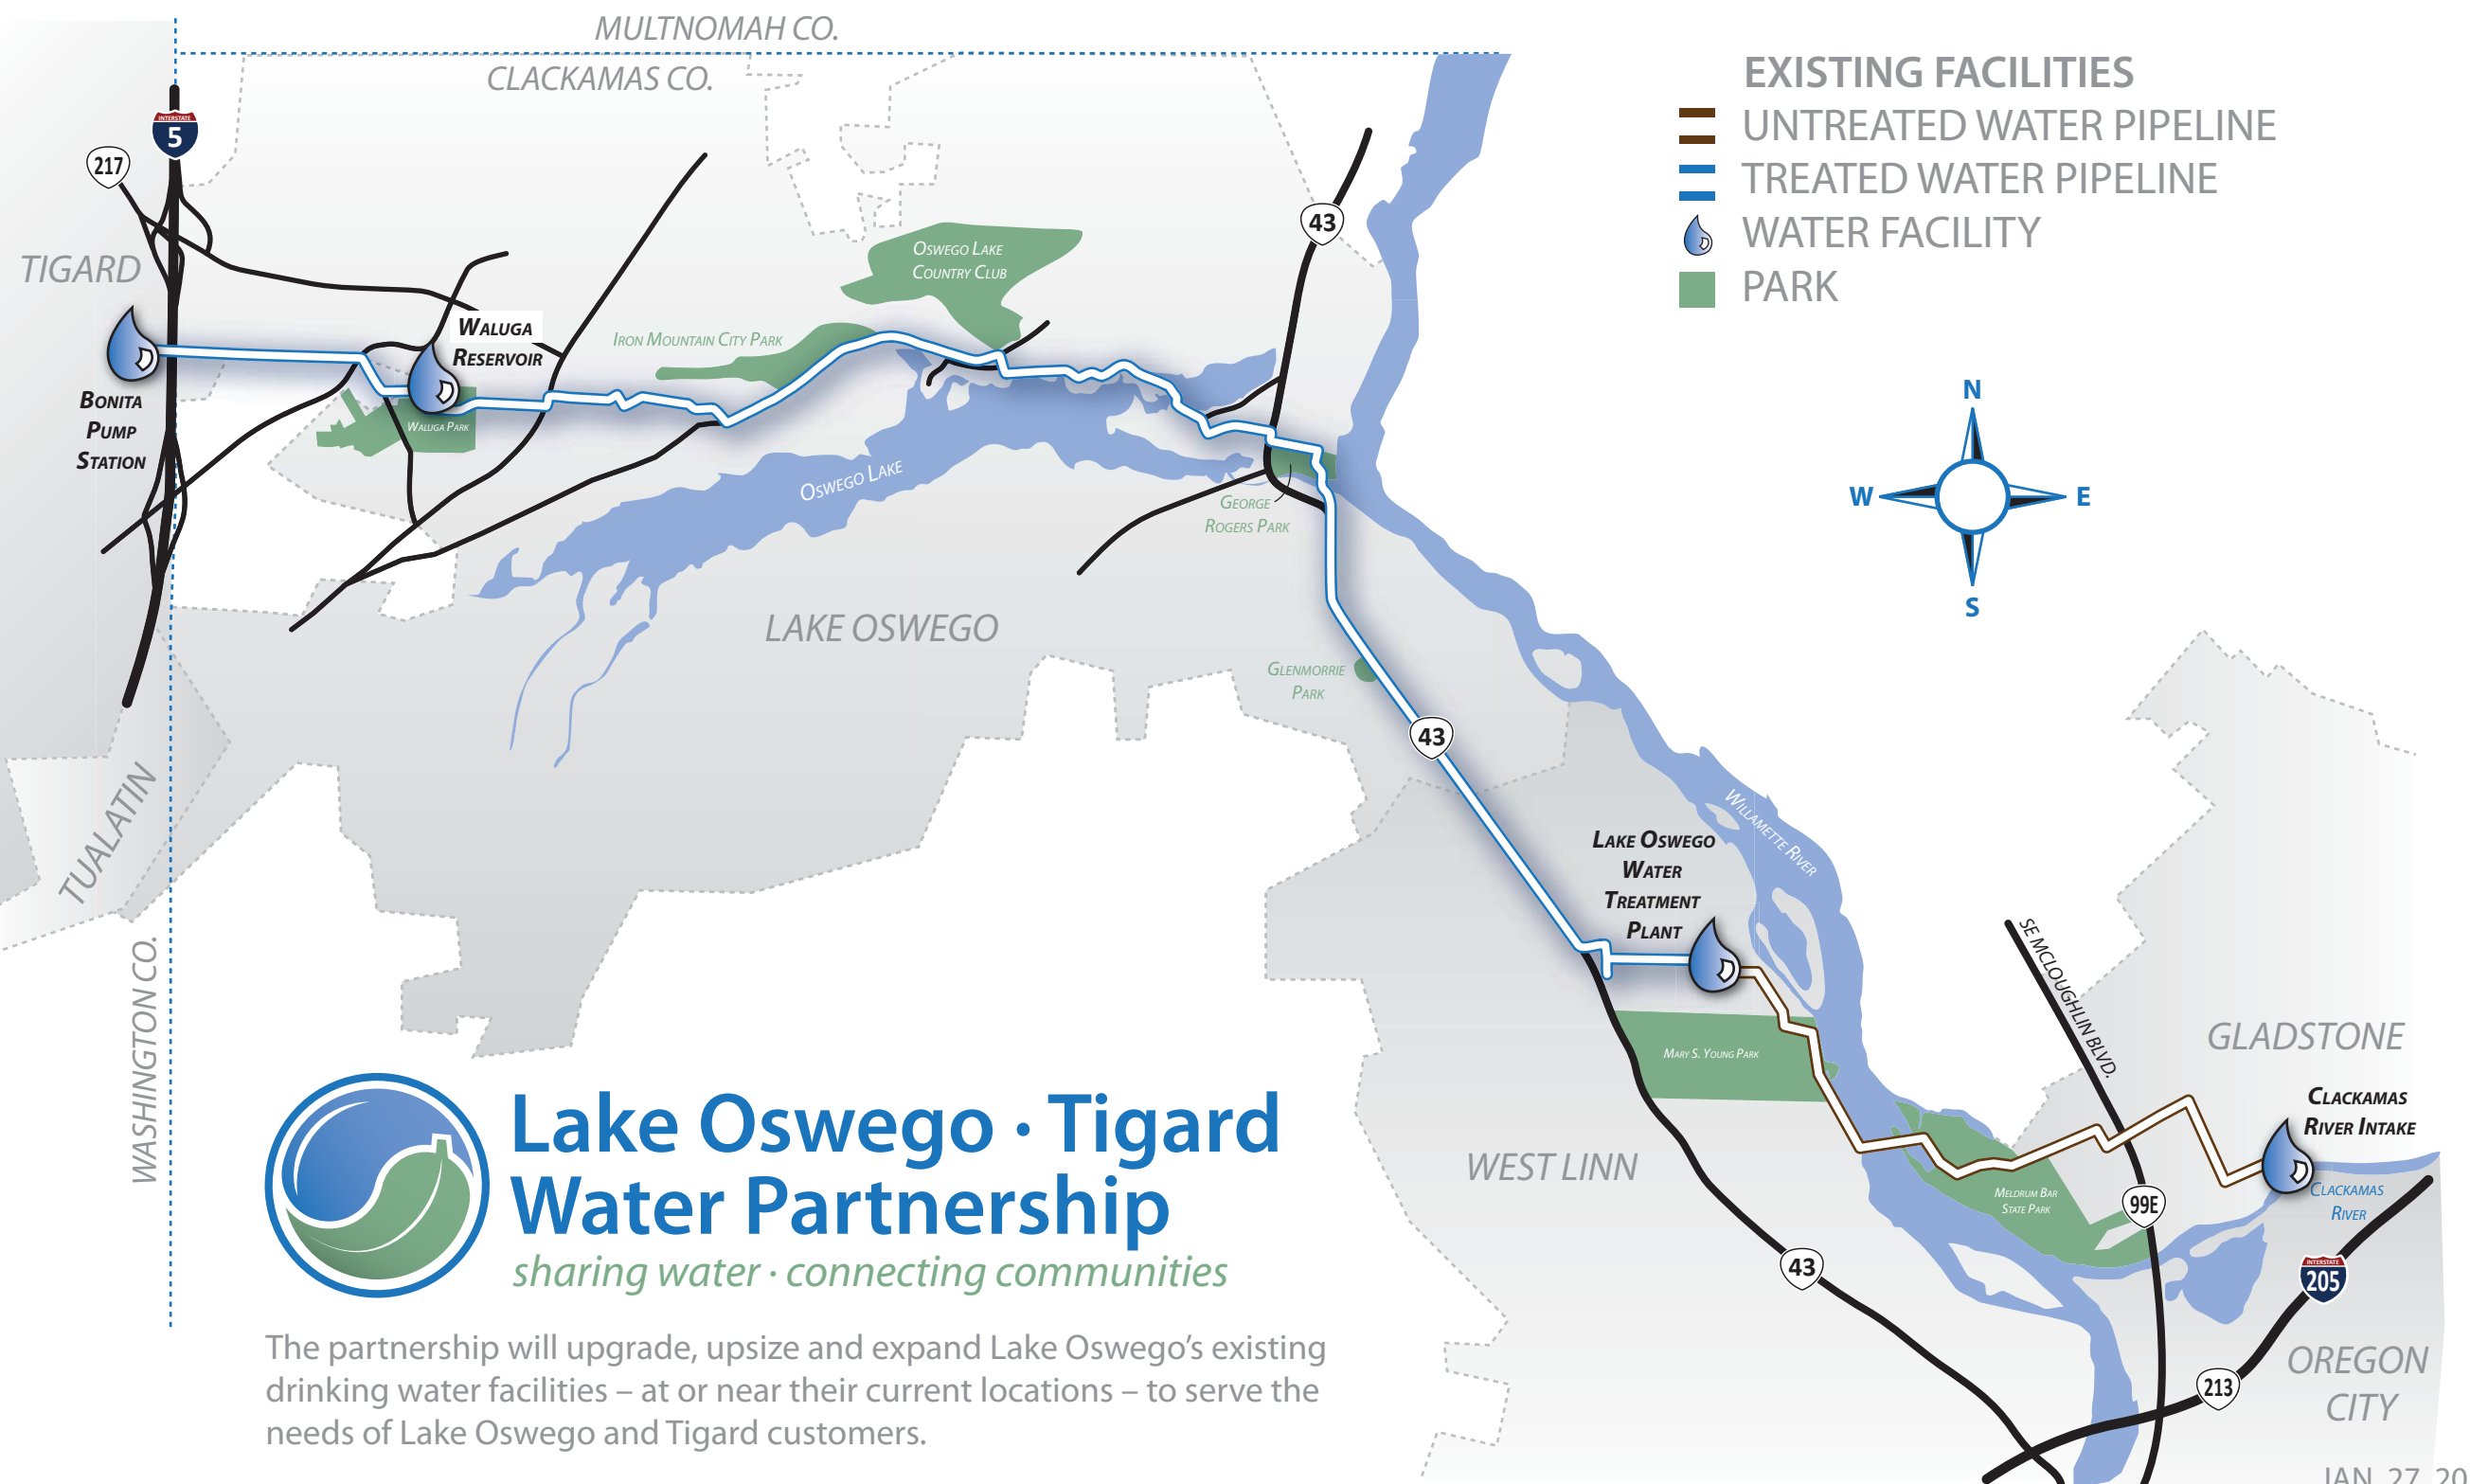 MULTNOMAH CO.
CLACKAMAS CO.
EXISTING FACILITIES
UNTREATED WATER PIPELINE
TREATED WATER PIPELINE
WATER FACILITY
PARK
INTERSTATE
5
217
43
TIGARD
OSWEGO LAKE
COUNTRY CLUB
WALUGA
RESERVOIR
IRON MOUNTAIN CITY PARK
BONITA
PUMP
STATION
WALUGA PARK
OSWEGO LAKE
GEORGE
ROGERS PARK
N
W
E
S
LAKE OSWEGO
GLENMORRIE
PARK
43
TUALATIN
WILLAMETTE RIVER
LAKE OSWEGO
WATER
TREATMENT
PLANT
WASHINGTON CO.
SE MCLOUGHLIN BLVD.
GLADSTONE
MARY S. YOUNG PARK
CLACKAMAS
RIVER INTAKE
WEST LINN
MELDRUM BAR
STATE PARK
99E
CLACKAMAS
RIVER
43
INTERSTATE
205
213
OREGON
CITY
Lake Oswego · Tigard
Water Partnership
sharing water · connecting communities
The partnership will upgrade, upsize and expand Lake Oswego’s existing
drinking water facilities – at or near their current locations – to serve the
needs of Lake Oswego and Tigard customers.
JAN. 27, 20